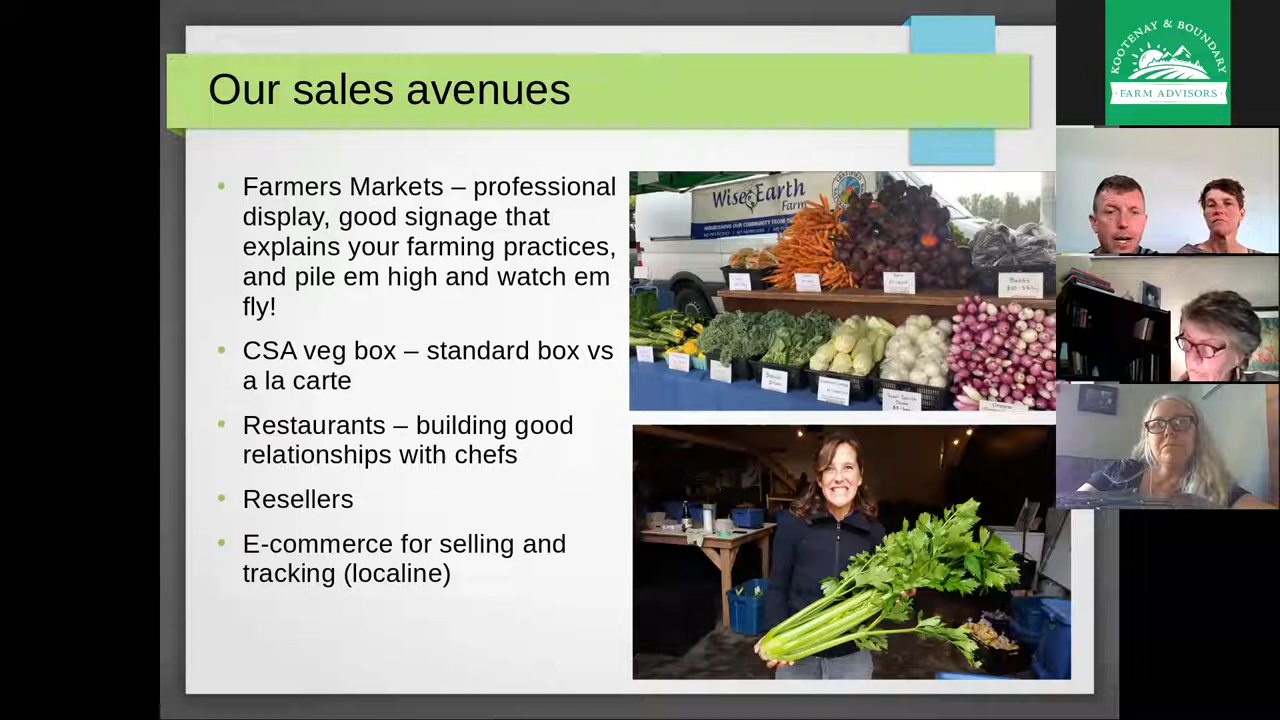 Our sales avenues
Farmers Markets – professional
display, good signage that
explains your farming practices,
and pile em high and watch em
fly!
CSA veg box – standard box vs
a la carte
Restaurants – building good
relationships with chefs
Resellers
E-commerce for selling and
tracking (localine)
Wise Earth
Farm
KOOTENAY & BOUNDARY
FARM ADVISORS